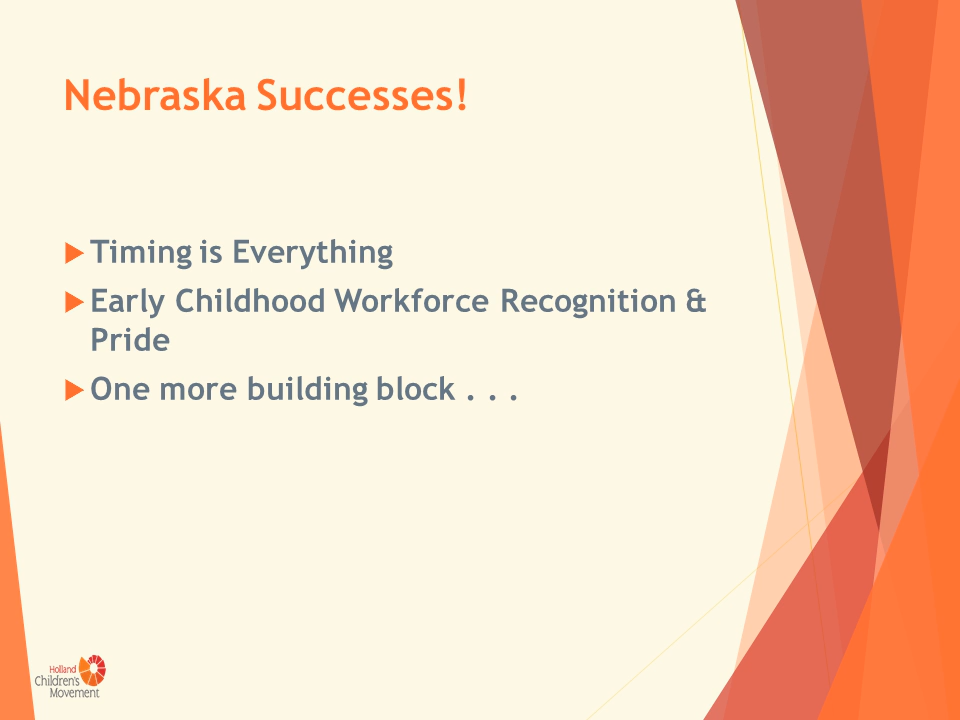 Nebraska Successes!
Timing is Everything
Early Childhood Workforce Recognition &
Pride
One more building block . . .
Holland
Children's
Movement